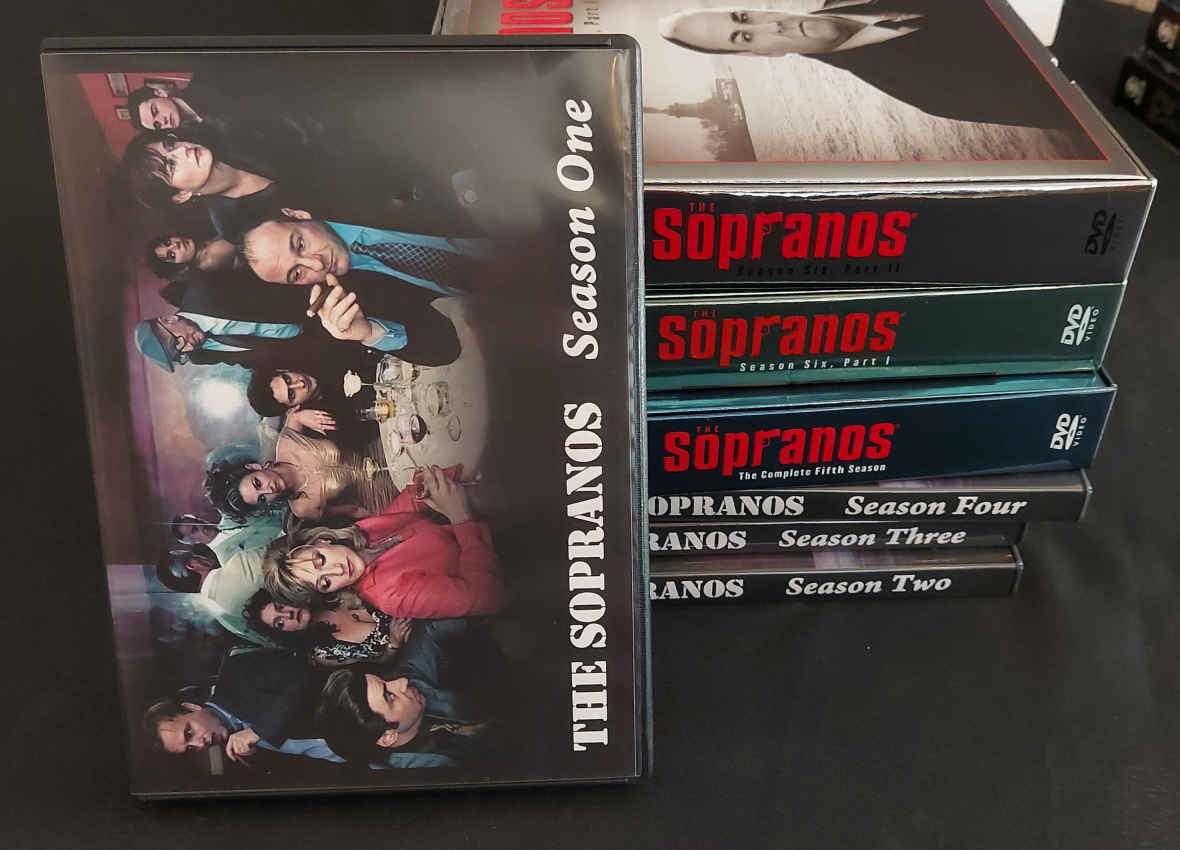 THE SOPRANOS Season One
THE
Sopranos
Season Six, Part II
DVD
THE
Sopranos
Season Six, Part I
DVD
VIDEO
THE
Sopranos
The Complete Fifth Season
DVD
VIDEO
OPRANOS Season Four
RANOS Season Three
RANOS Season Two